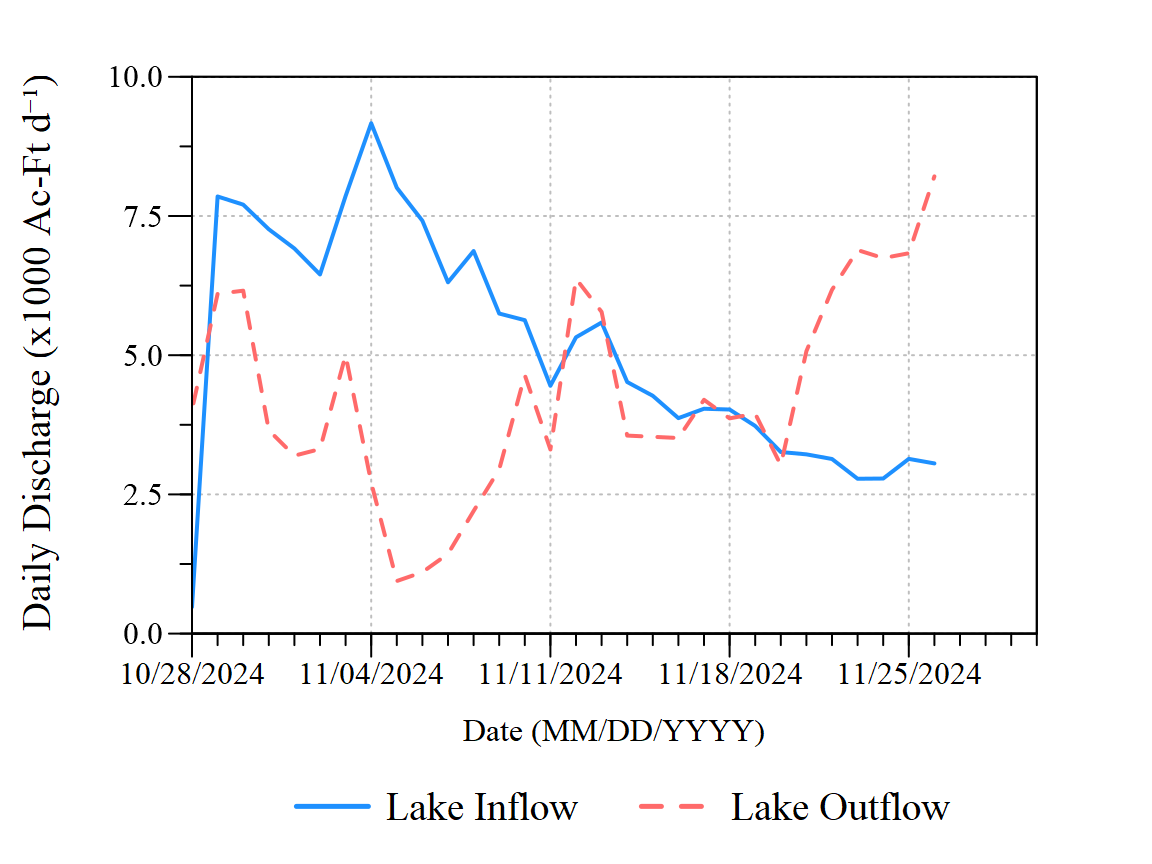 Daily Discharge (x1000 Ac-Ft d⁻¹)
10.0
7.5
5.0
2.5
0.0
10/28/2024 11/04/2024 11/11/2024 11/18/2024 11/25/2024
Date (MM/DD/YYYY)
Lake Inflow Lake Outflow